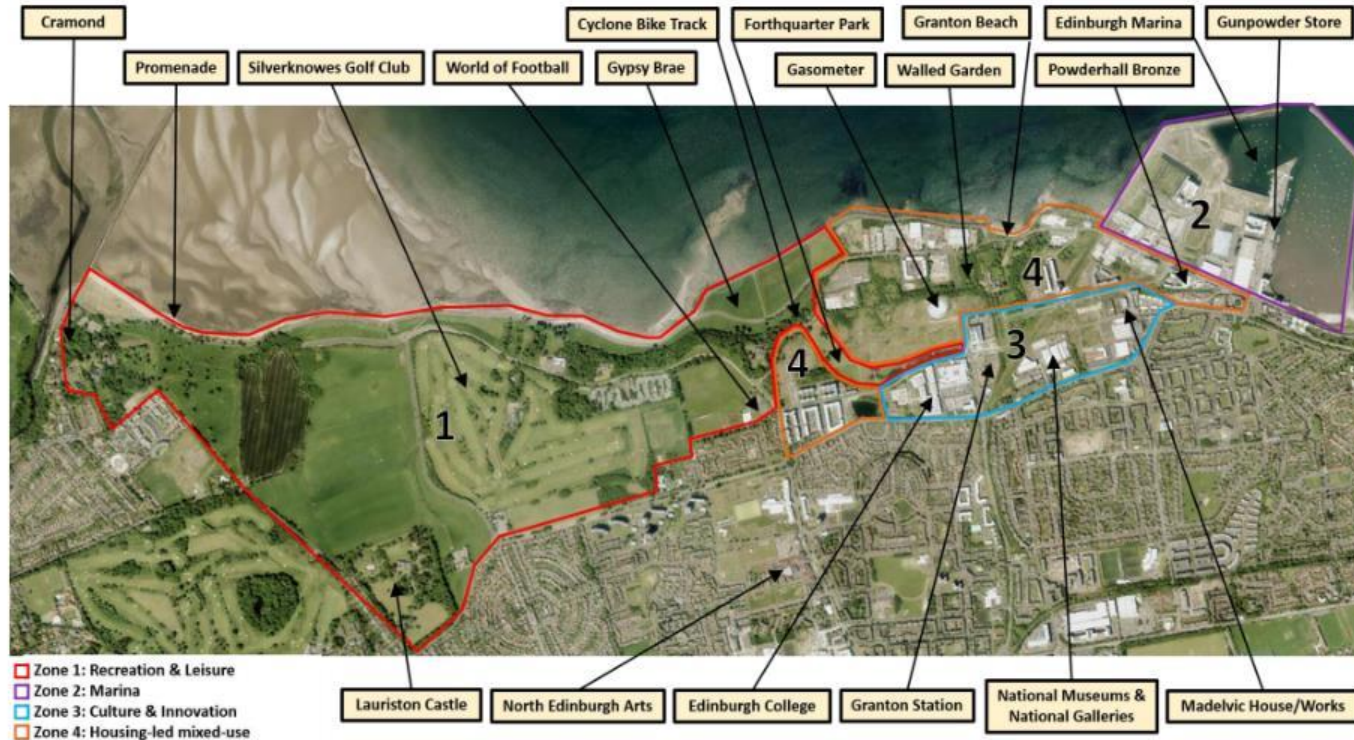 Cramond
Cyclone Bike Track
Forthquarter Park
Granton Beach
Edinburgh Marina
Gunpowder Store
Promenade
Silverknowes Golf Club
World of Football
Gypsy Brae
Gasometer
Walled Garden
Powderhall Bronze
2
4
3
4
1
Zone 1: Recreation & Leisure
Zone 2: Marina
Zone 3: Culture & Innovation
Zone 4: Housing-led mixed-use
Lauriston Castle
North Edinburgh Arts
Edinburgh College
Granton Station
National Museums &
National Galleries
Madelvic House/Works